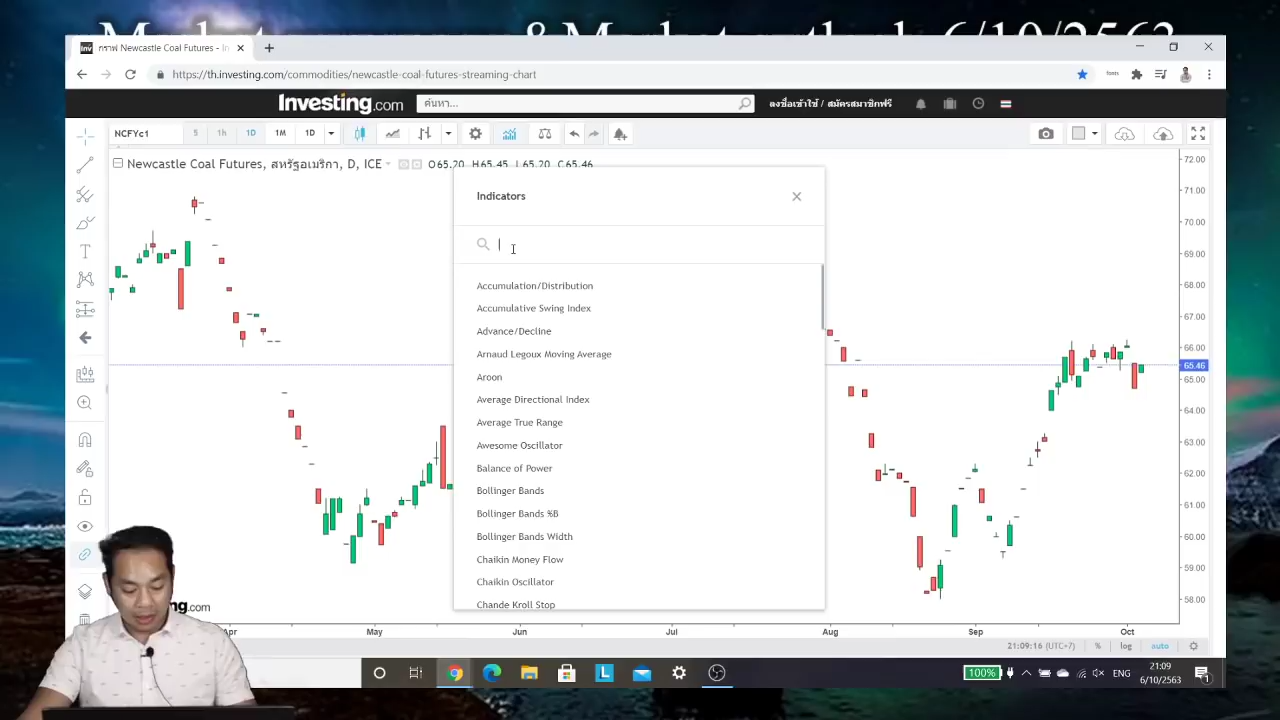 & Market 6/10/2563
กราฟ Newcastle Coal Futures - In
https://th.investing.com/commodities/newcastle-coal-futures-streaming-chart
Investing.com
ค้นหา...
ลงชื่อเข้าใช้ / สมัครสมาชิกฟรี
NCFYc1
5
1h
1D
1M
1D
Newcastle Coal Futures, สหรัฐอเมริกา, D, ICE
O65.20 H65.45 L65.20 C65.46
Indicators
Accumulation/Distribution
Accumulative Swing Index
Advance/Decline
Arnaud Legoux Moving Average
Aroon
Average Directional Index
Average True Range
Awesome Oscillator
Balance of Power
Bollinger Bands
Bollinger Bands %B
Bollinger Bands Width
Chaikin Money Flow
Chaikin Oscillator
Chande Kroll Stop
72.00
71.00
70.00
69.00
68.00
67.00
66.00
65.46
65.00
64.00
63.00
62.00
61.00
60.00
59.00
58.00
ng.com
Apr
May
Jun
Jul
Aug
Sep
Oct
21:09:16 (UTC+7)
%
log
auto
100%
ENG
21:09
6/10/2563
1